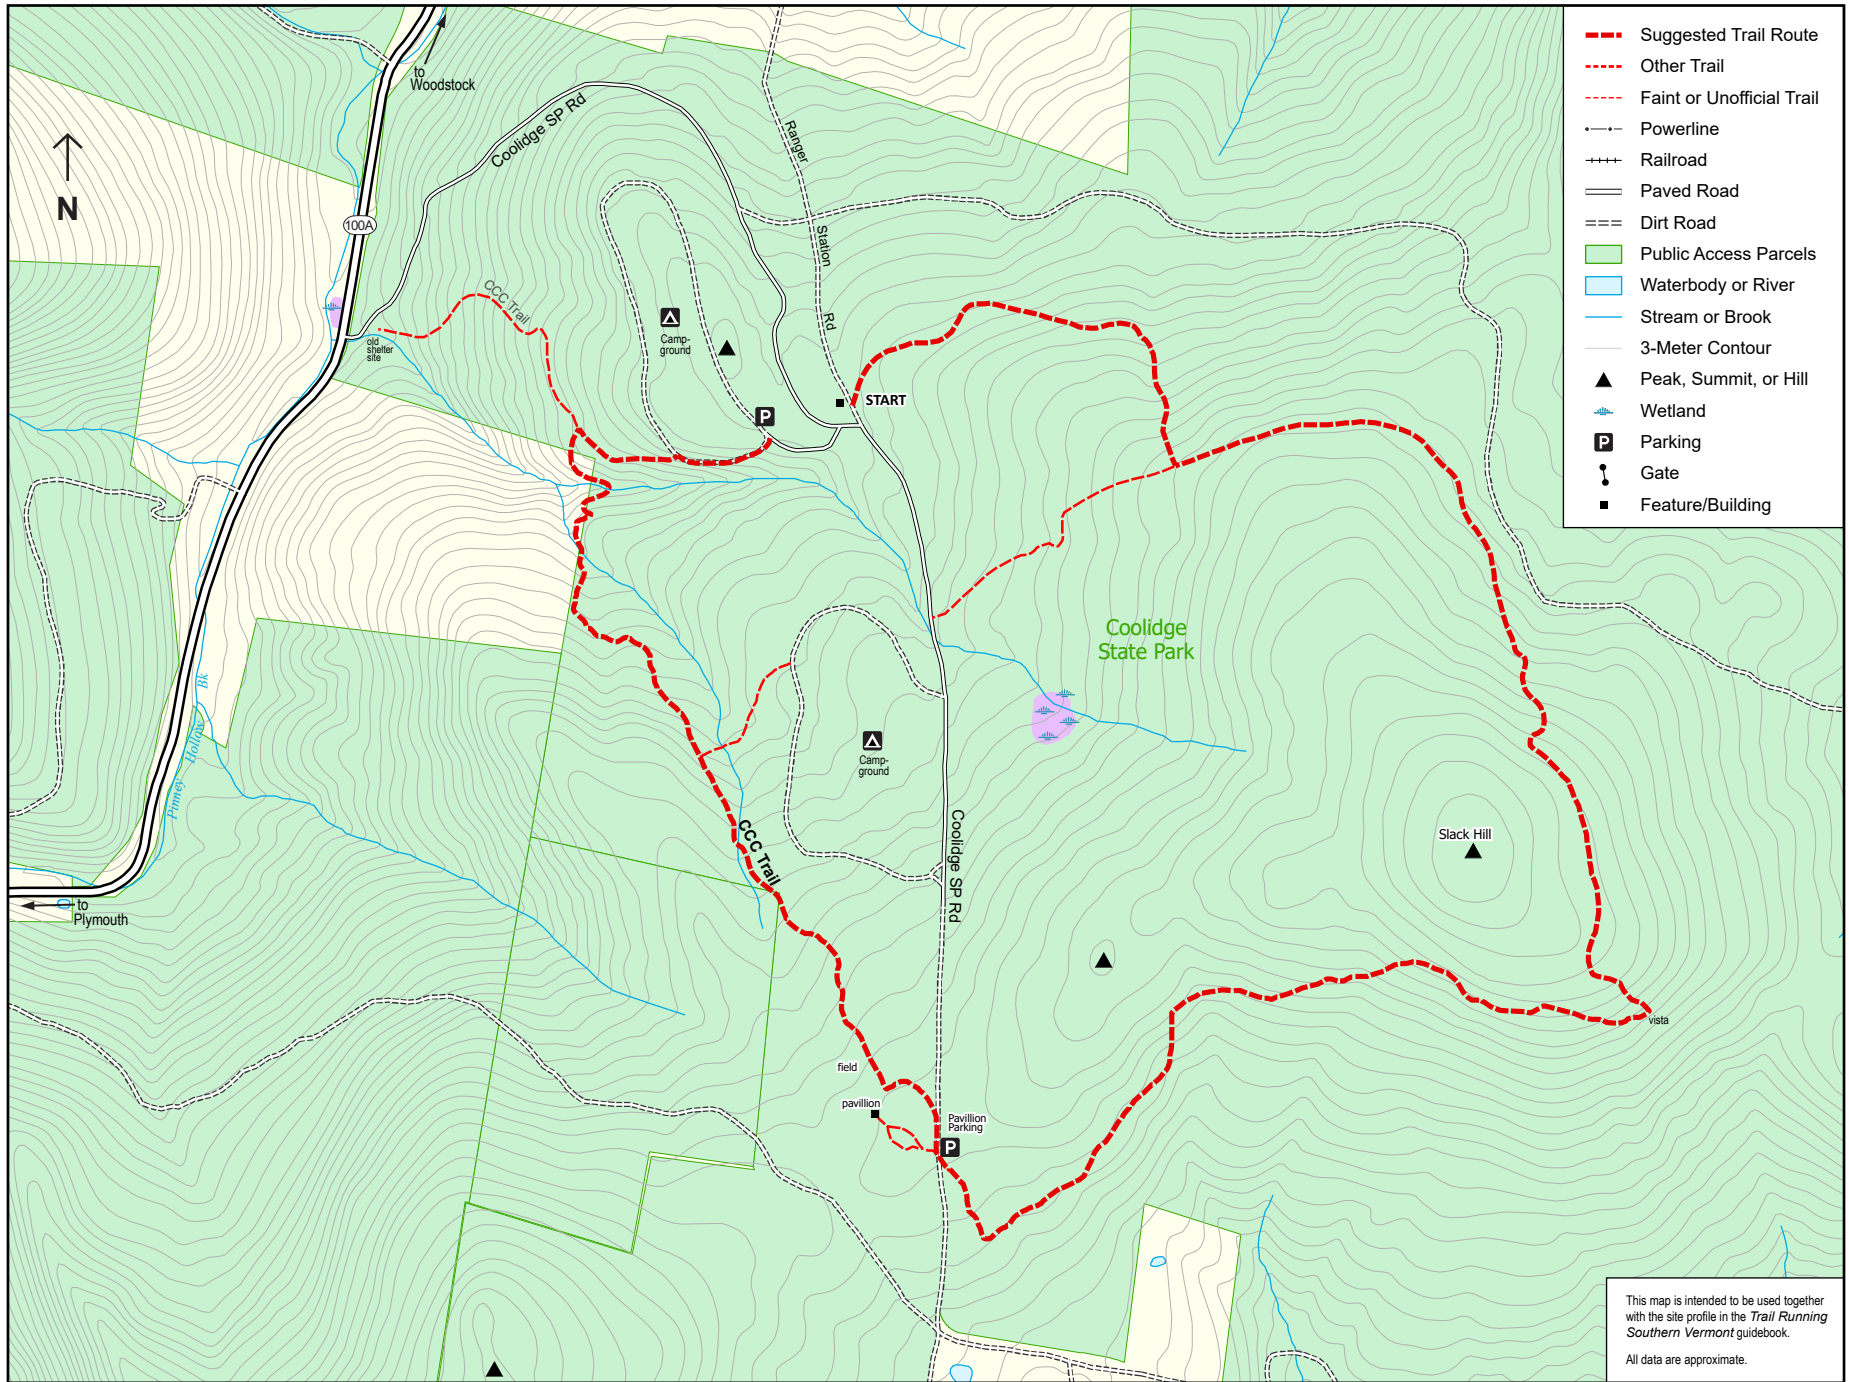 to
Woodstock
Coolidge SP Rd
Ranger
Station
Rd
N
100A
CCC Trail
old
shelter
site
Camp-
ground
P
START
Coolidge
State Park
Pinney Hollow Bk
Camp-
ground
CCC Trail
Coolidge SP Rd
Slack Hill
to
Plymouth
vista
field
pavillion
Pavillion
Parking
P
Suggested Trail Route
Other Trail
Faint or Unofficial Trail
Powerline
Railroad
Paved Road
Dirt Road
Public Access Parcels
Waterbody or River
Stream or Brook
3-Meter Contour
Peak, Summit, or Hill
Wetland
P Parking
Gate
Feature/Building
This map is intended to be used together
with the site profile in the Trail Running
Southern Vermont guidebook.
All data are approximate.